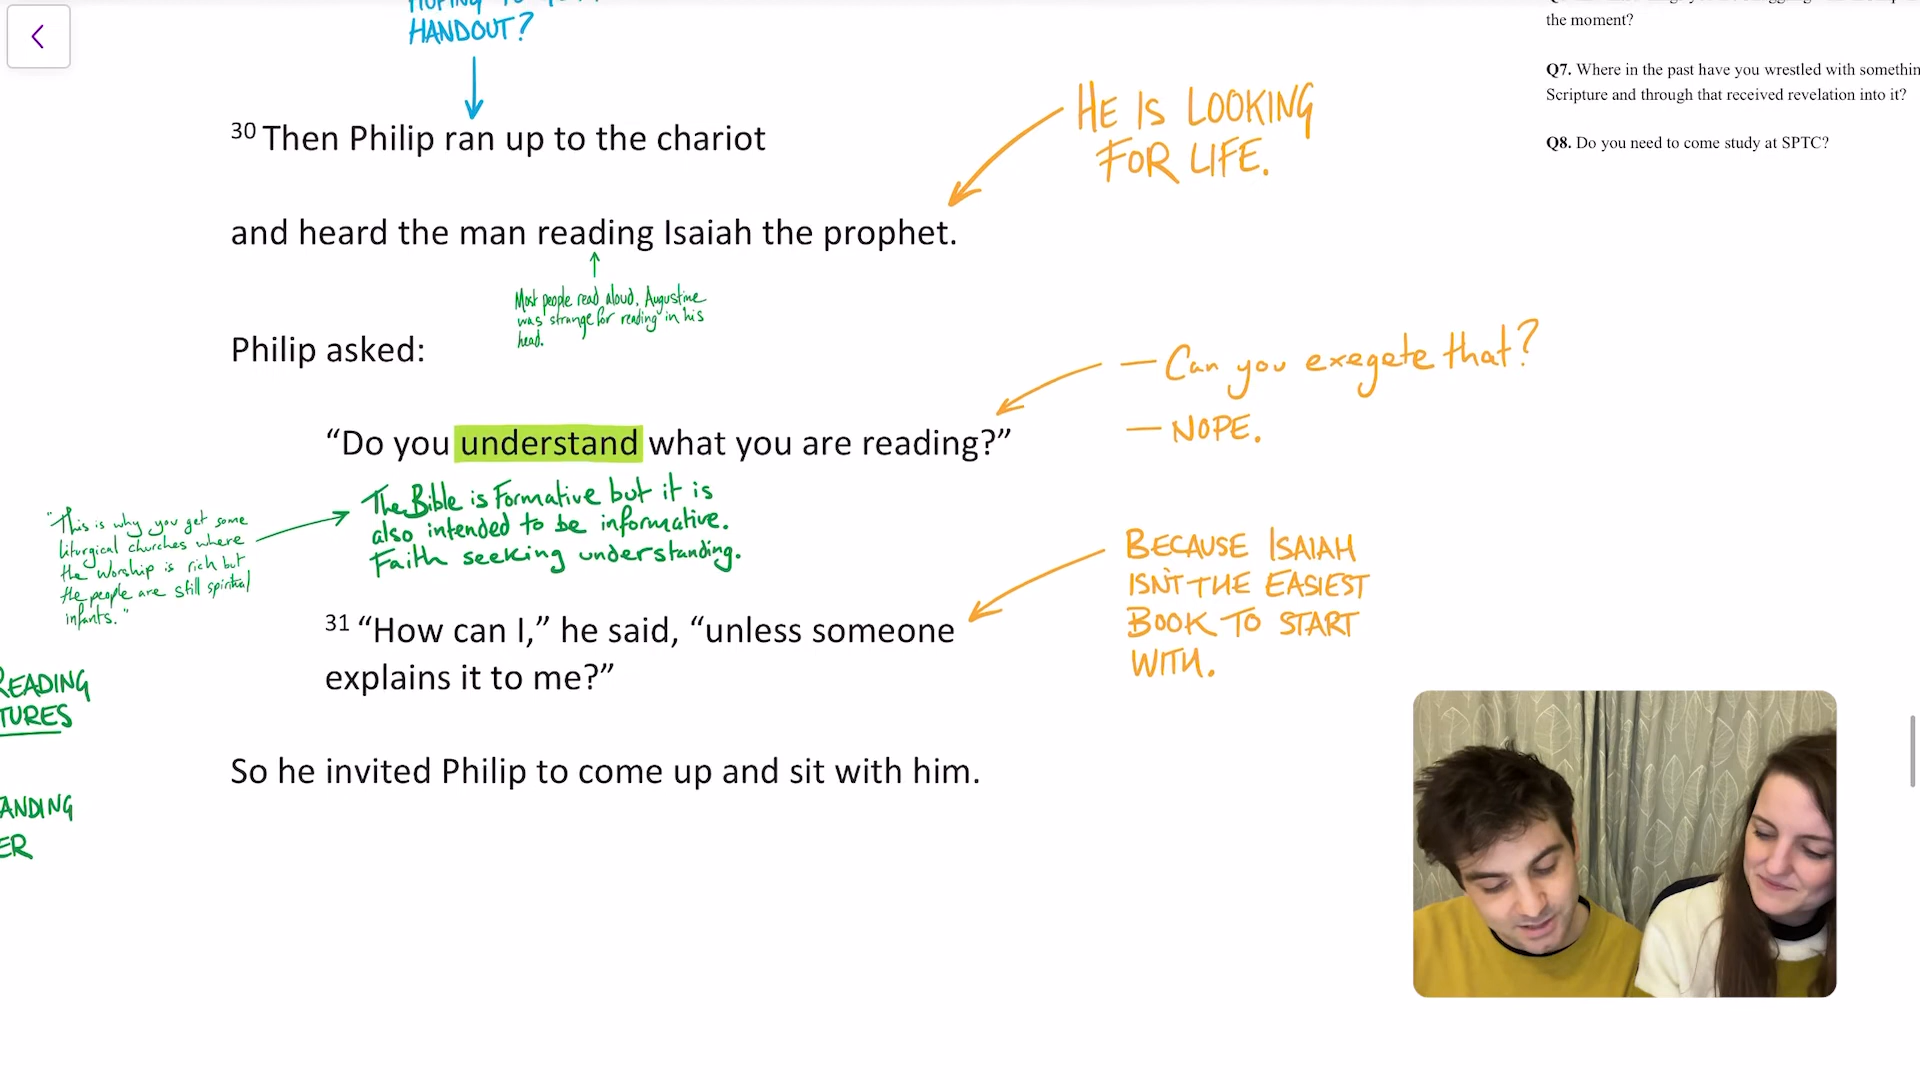 HANDOUT?
the moment?
Q7. Where in the past have you wrestled with somethin
Scripture and through that received revelation into it?
Q8. Do you need to come study at SPTC?
HE IS LOOKING
FOR LIFE.
30 Then Philip ran up to the chariot
and heard the man reading Isaiah the prophet.
Most people read aloud, Augustine
was strange for reading in his
head.
Philip asked:
— Can you exegete that?
— NOPE.
“Do you understand what you are reading?”
The Bible is Formative but it is
also intended to be informative.
Faith seeking understanding.
"This is why you get some
liturgical churches where
the worship is rich but
the people are still spiritual
infants."
BECAUSE ISAIAH
ISN'T THE EASIEST
BOOK TO START
WITH.
31 “How can I,” he said, “unless someone
explains it to me?”
READING
TURES
So he invited Philip to come up and sit with him.
ANDING
ER